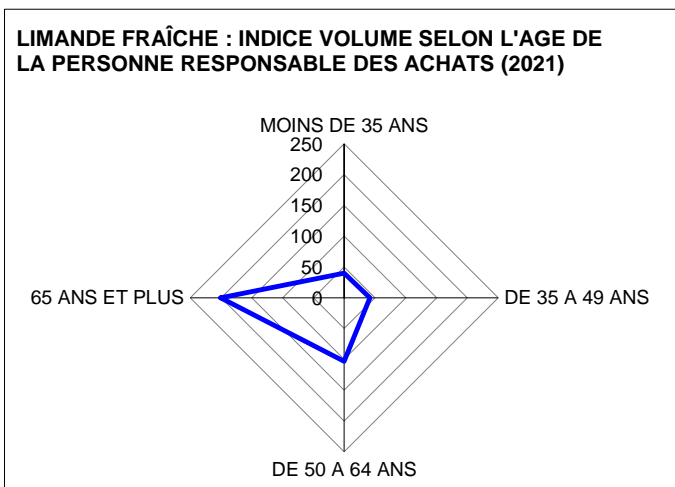 LIMANDE FRAÎCHE : INDICE VOLUME SELON L'AGE DE
LA PERSONNE RESPONSABLE DES ACHATS (2021)
MOINS DE 35 ANS
250
200
150
100
50
65 ANS ET PLUS 0 DE 35 A 49 ANS
DE 50 A 64 ANS